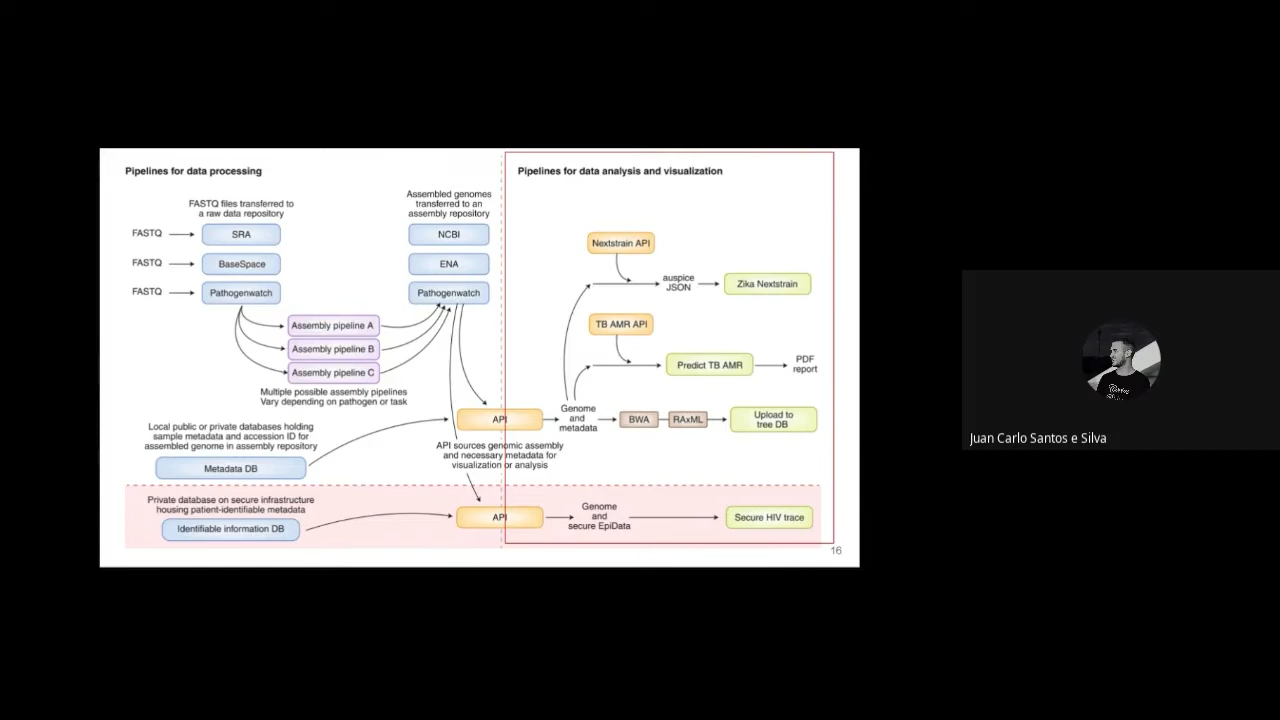 Pipelines for data processing
FASTQ files transferred to
a raw data repository
FASTQ
SRA
FASTQ
BaseSpace
FASTQ
Pathogenwatch
Assembled genomes
transferred to an
assembly repository
NCBI
ENA
Pathogenwatch
Assembly pipeline A
Assembly pipeline B
Assembly pipeline C
Multiple possible assembly pipelines
Vary depending on pathogen or task
Local public or private databases holding
sample metadata and accession ID for
assembled genome in assembly repository
Metadata DB
API
API sources genomic assembly
and necessary metadata for
visualization or analysis
Private database on secure infrastructure
housing patient-identifiable metadata
Identifiable information DB
API
Pipelines for data analysis and visualization
Nextstrain API
auspice
JSON
Zika Nextstrain
TB AMR API
Predict TB AMR
PDF
report
Genome
and
metadata
BWA
RAxML
Upload to
tree DB
Genome
and
secure EpiData
Secure HIV trace
16
Juan Carlo Santos e Silva